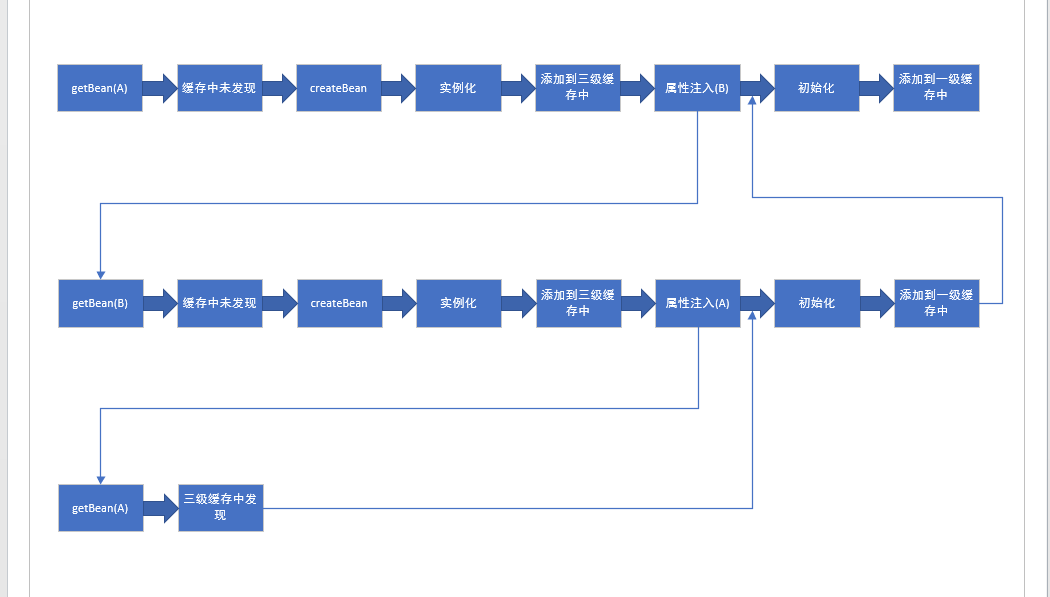 getBean(A)
缓存中未发现
createBean
实例化
添加到三级缓
存中
属性注入(B)
初始化
添加到一级缓
存中
getBean(B)
缓存中未发现
createBean
实例化
添加到三级缓
存中
属性注入(A)
初始化
添加到一级缓
存中
getBean(A)
三级缓存中发
现